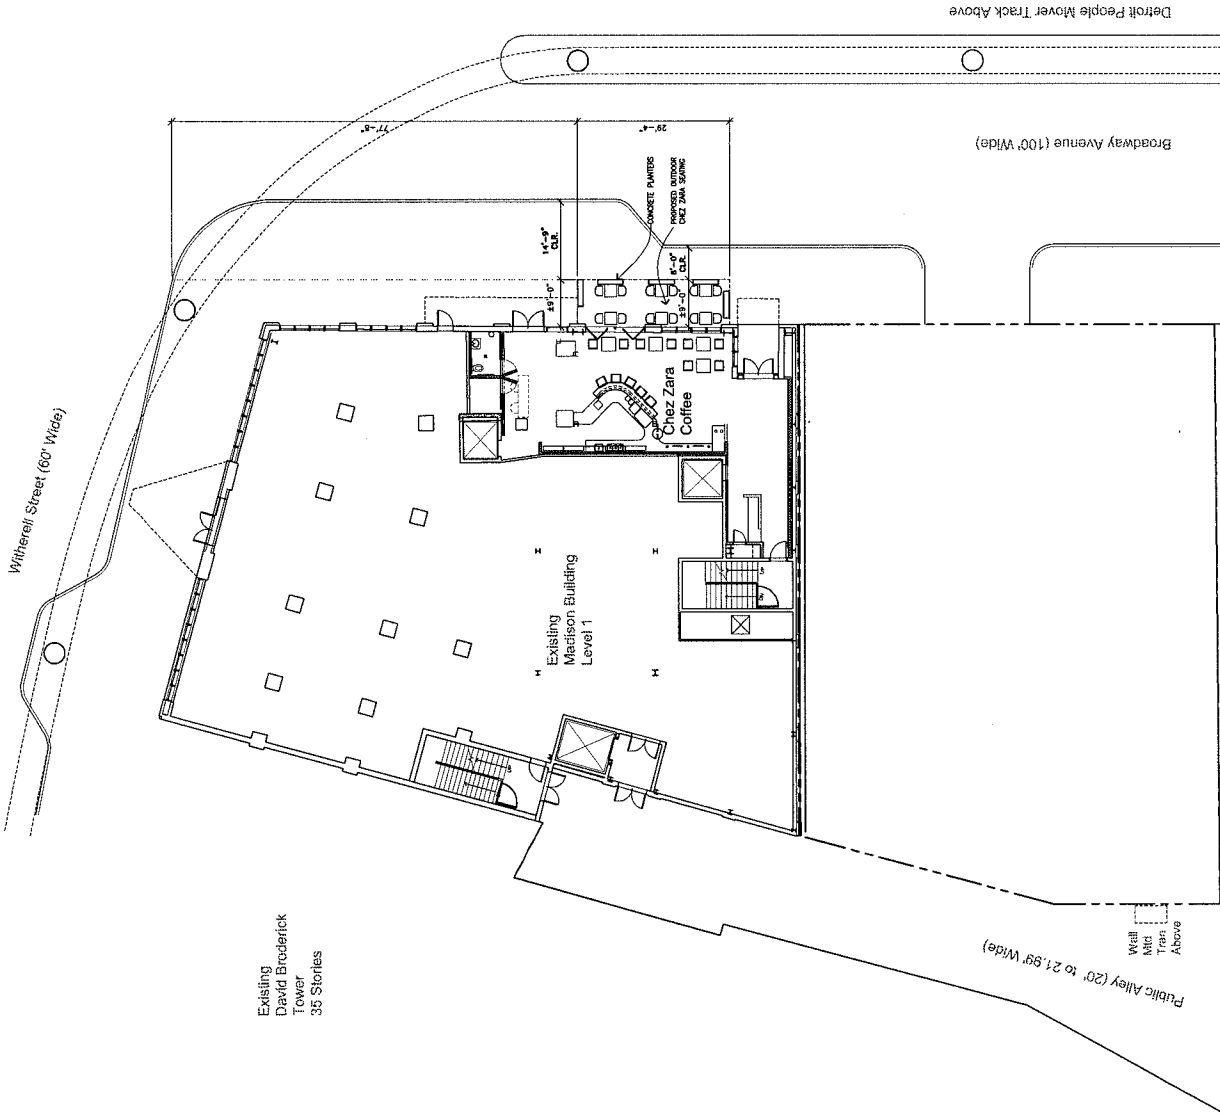 Detroit People Mover Track Above
Broadway Avenue (100' Wide)
77'-8"
29'-4"
CONCRETE PLANTERS
PROPOSED OUTDOOR
CHEZ ZARA SEATING
14'-9"
CLR.
±9'-0"
8'-0"
CLR.
±9'-0"
Chez Zara
Coffee
Witherell Street (60' Wide)
Existing
Madison Building
Level 1
Existing
David Broderick
Tower
35 Stories
Public Alley (20' to 21.99' Wide)
Wall
Mtd
Tran
Above